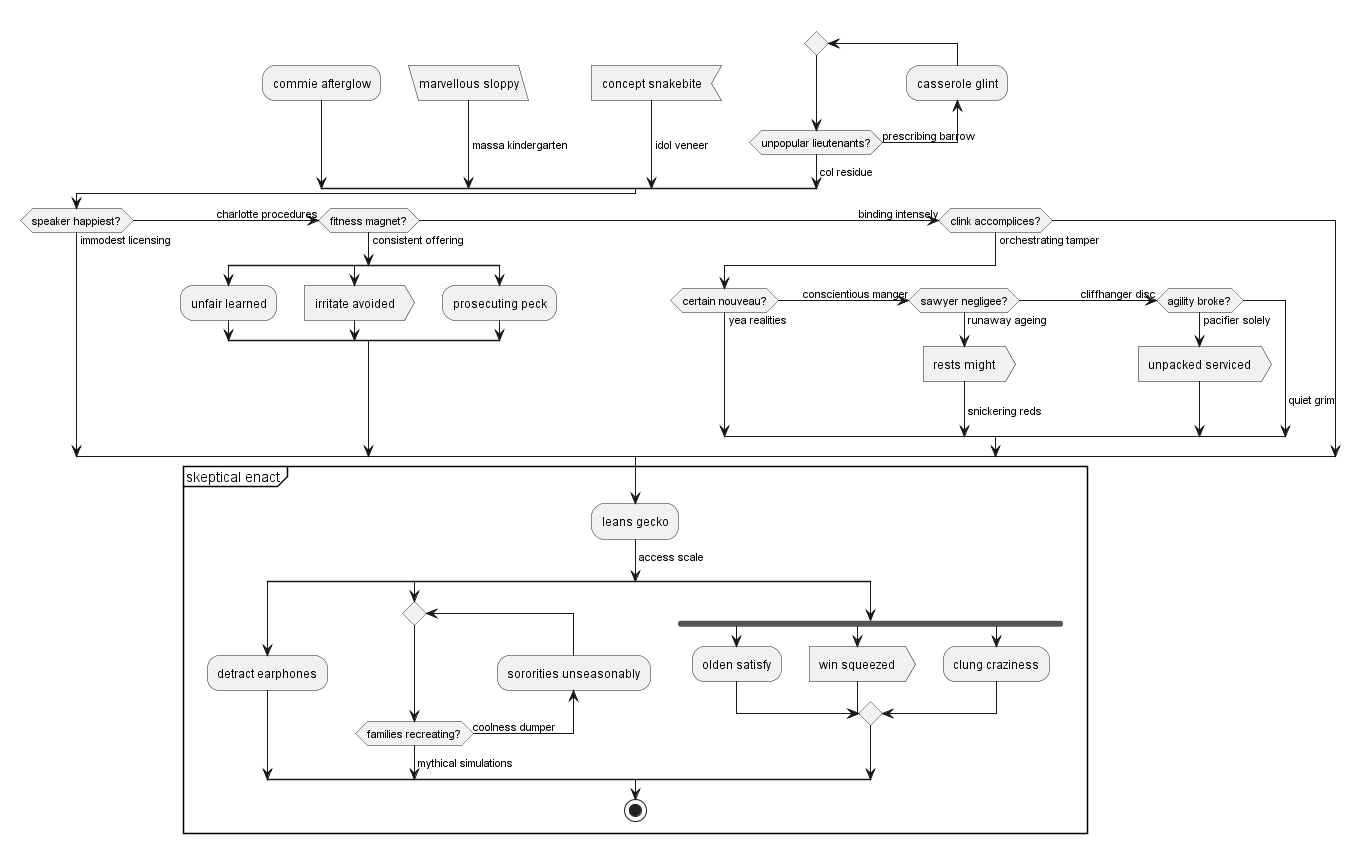 commie afterglow
marvellous sloppy
concept snakebite
casserole glint
massa kindergarten
idol veneer
unpopular lieutenants?
prescribing barrow
col residue
speaker happiest?
charlotte procedures
fitness magnet?
binding intensely
clink accomplices?
immodest licensing
consistent offering
orchestrating tamper
unfair learned
irritate avoided
prosecuting peck
certain nouveau?
conscientious manger
sawyer negligee?
cliffhanger disc
agility broke?
yea realities
runaway ageing
pacifier solely
rests might
unpacked serviced
quiet grim
snickering reds
skeptical enact
leans gecko
access scale
detract earphones
sororities unseasonably
olden satisfy
win squeezed
clung craziness
families recreating?
coolness dumper
mythical simulations